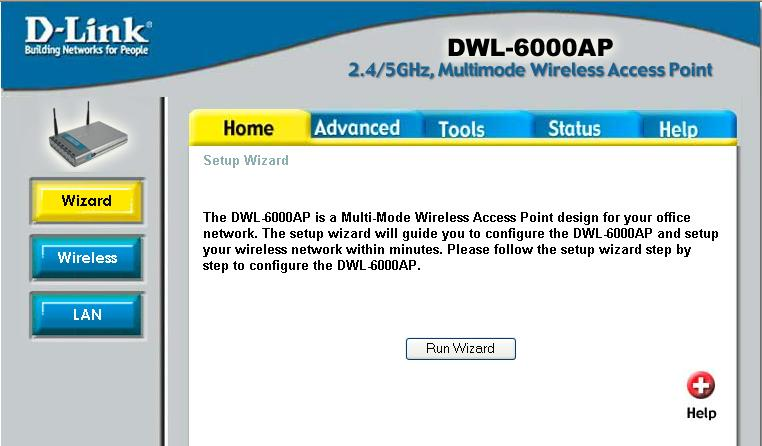 D-Link®
Building Networks for People
DWL-6000AP
2.4/5GHz, Multimode Wireless Access Point
Home
Advanced
Tools
Status
Help
Wizard
Wireless
LAN
Setup Wizard
The DWL-6000AP is a Multi-Mode Wireless Access Point design for your office
network. The setup wizard will guide you to configure the DWL-6000AP and setup
your wireless network within minutes. Please follow the setup wizard step by
step to configure the DWL-6000AP.
Run Wizard
Help